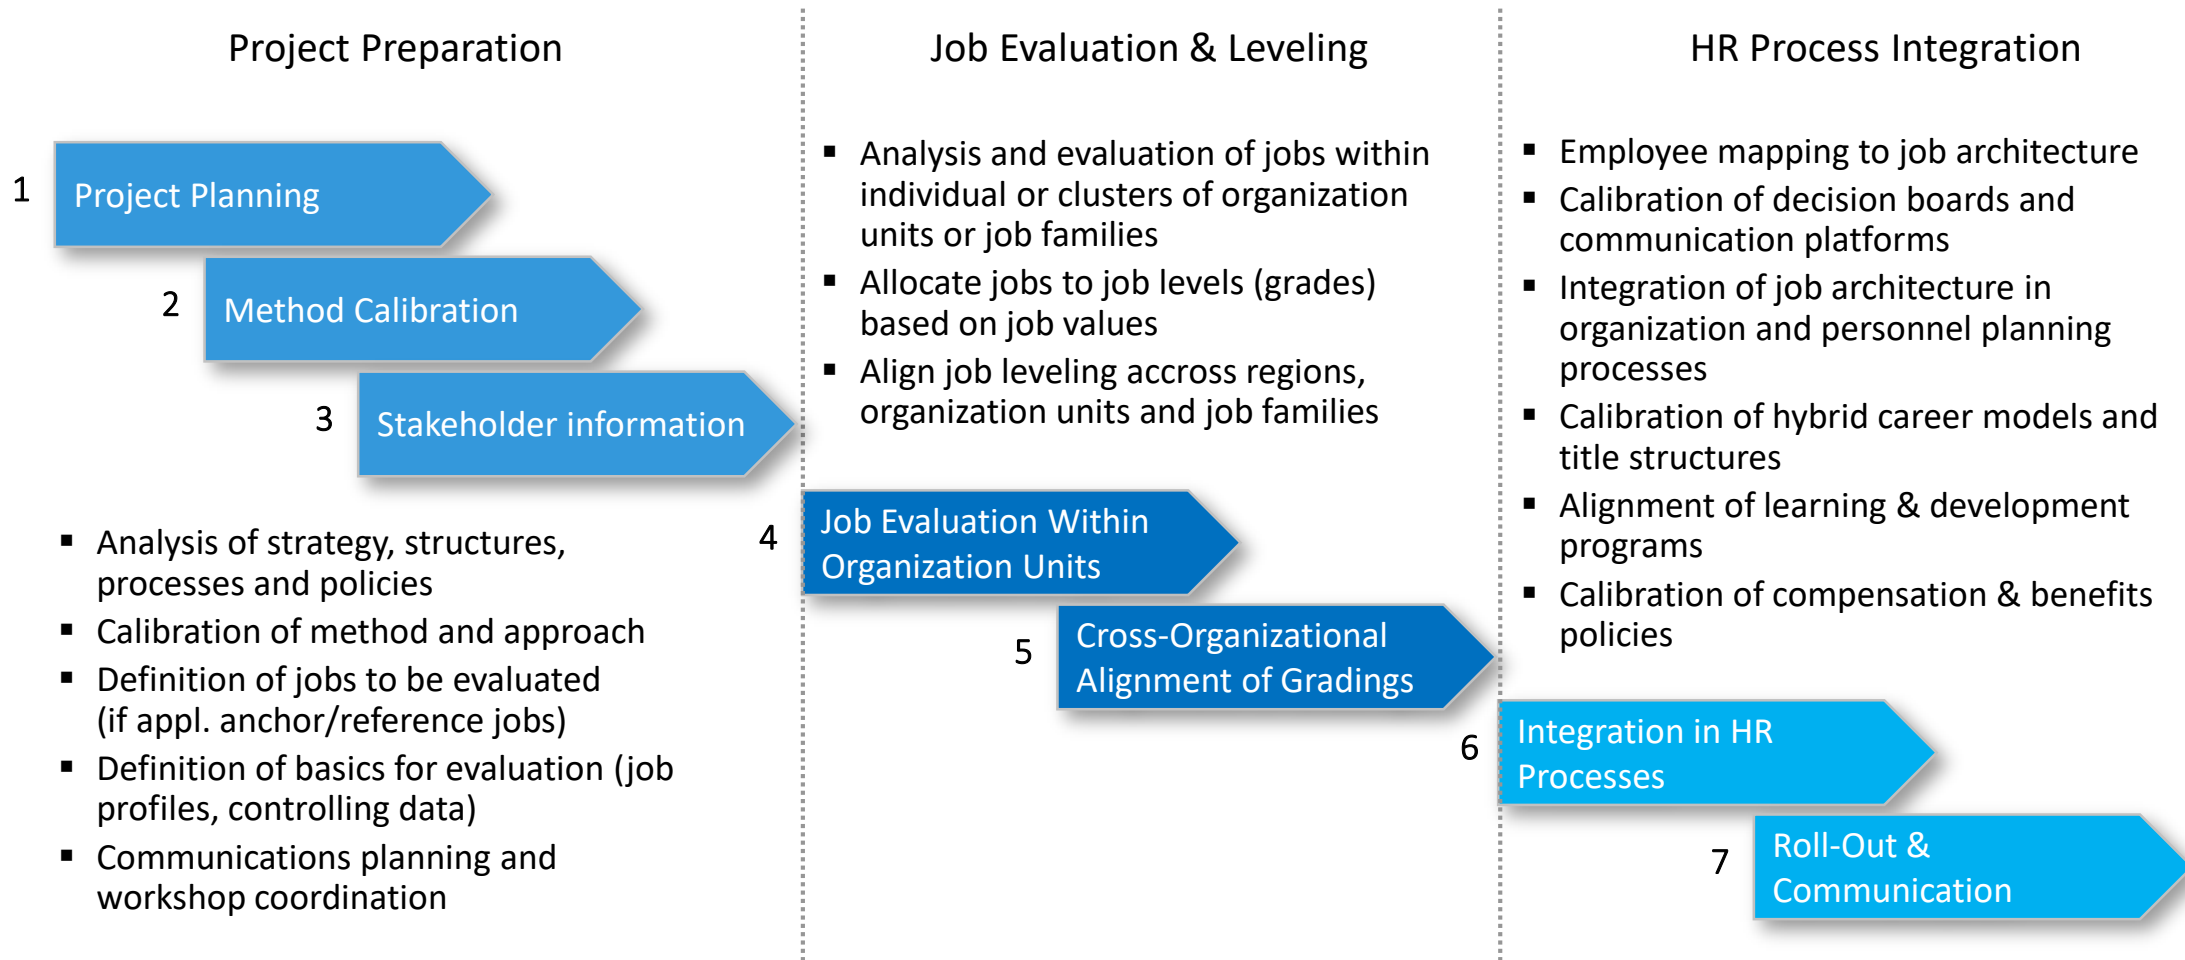 Project Preparation
1
Project Planning
2
Method Calibration
3
Stakeholder information
▪ Analysis of strategy, structures,
processes and policies
▪ Calibration of method and approach
▪ Definition of jobs to be evaluated
(if appl. anchor/reference jobs)
▪ Definition of basics for evaluation (job
profiles, controlling data)
▪ Communications planning and
workshop coordination
Job Evaluation & Leveling
▪ Analysis and evaluation of jobs within
individual or clusters of organization
units or job families
▪ Allocate jobs to job levels (grades)
based on job values
▪ Align job leveling accross regions,
organization units and job families
4
Job Evaluation Within
Organization Units
5
Cross-Organizational
Alignment of Gradings
HR Process Integration
▪ Employee mapping to job architecture
▪ Calibration of decision boards and
communication platforms
▪ Integration of job architecture in
organization and personnel planning
processes
▪ Calibration of hybrid career models and
title structures
▪ Alignment of learning & development
programs
▪ Calibration of compensation & benefits
policies
6
Integration in HR
Processes
7
Roll-Out &
Communication